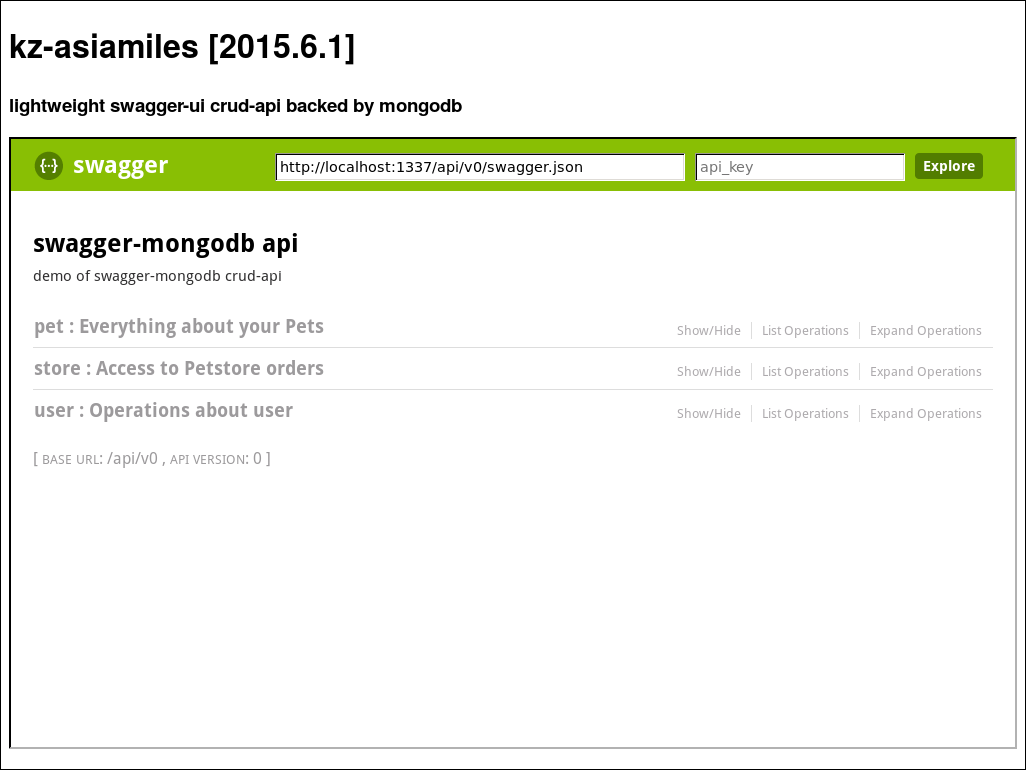 kz-asiamiles [2015.6.1]
lightweight swagger-ui crud-api backed by mongodb
{···} swagger http://localhost:1337/api/v0/swagger.json api_key Explore
swagger-mongodb api
demo of swagger-mongodb crud-api
pet : Everything about your Pets Show/Hide List Operations Expand Operations
store : Access to Petstore orders Show/Hide List Operations Expand Operations
user : Operations about user Show/Hide List Operations Expand Operations
[ BASE URL: /api/v0 , API VERSION: 0 ]